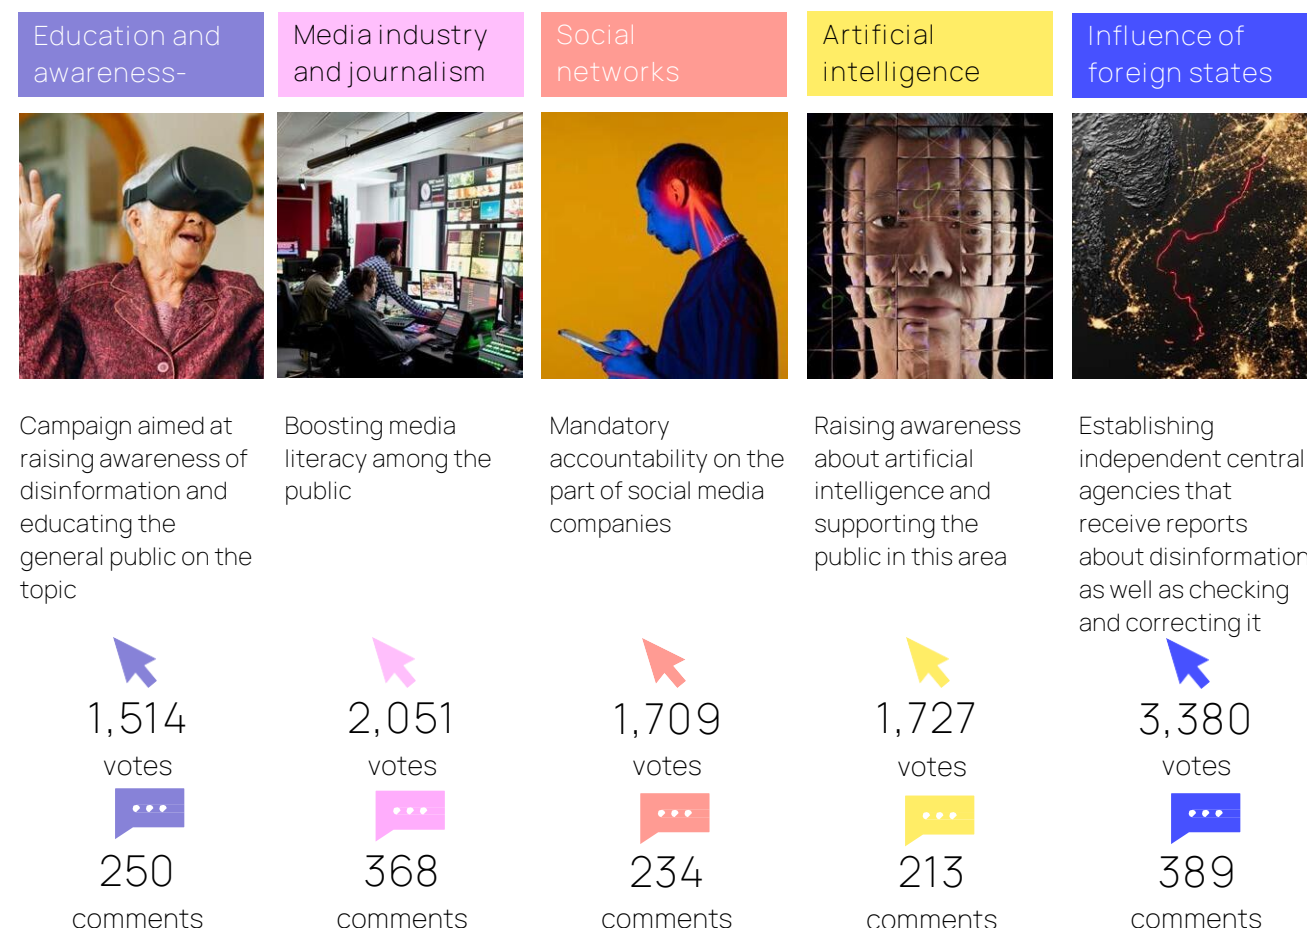 Education and
awareness-
Media industry
and journalism
Social
networks
Artificial
intelligence
Influence of
foreign states
Campaign aimed at
raising awareness of
disinformation and
educating the
general public on the
topic
Boosting media
literacy among the
public
Mandatory
accountability on the
part of social media
companies
Raising awareness
about artificial
intelligence and
supporting the
public in this area
Establishing
independent central
agencies that
receive reports
about disinformation
as well as checking
and correcting it
1,514
votes
2,051
votes
1,709
votes
1,727
votes
3,380
votes
250
comments
368
comments
234
comments
213
comments
389
comments